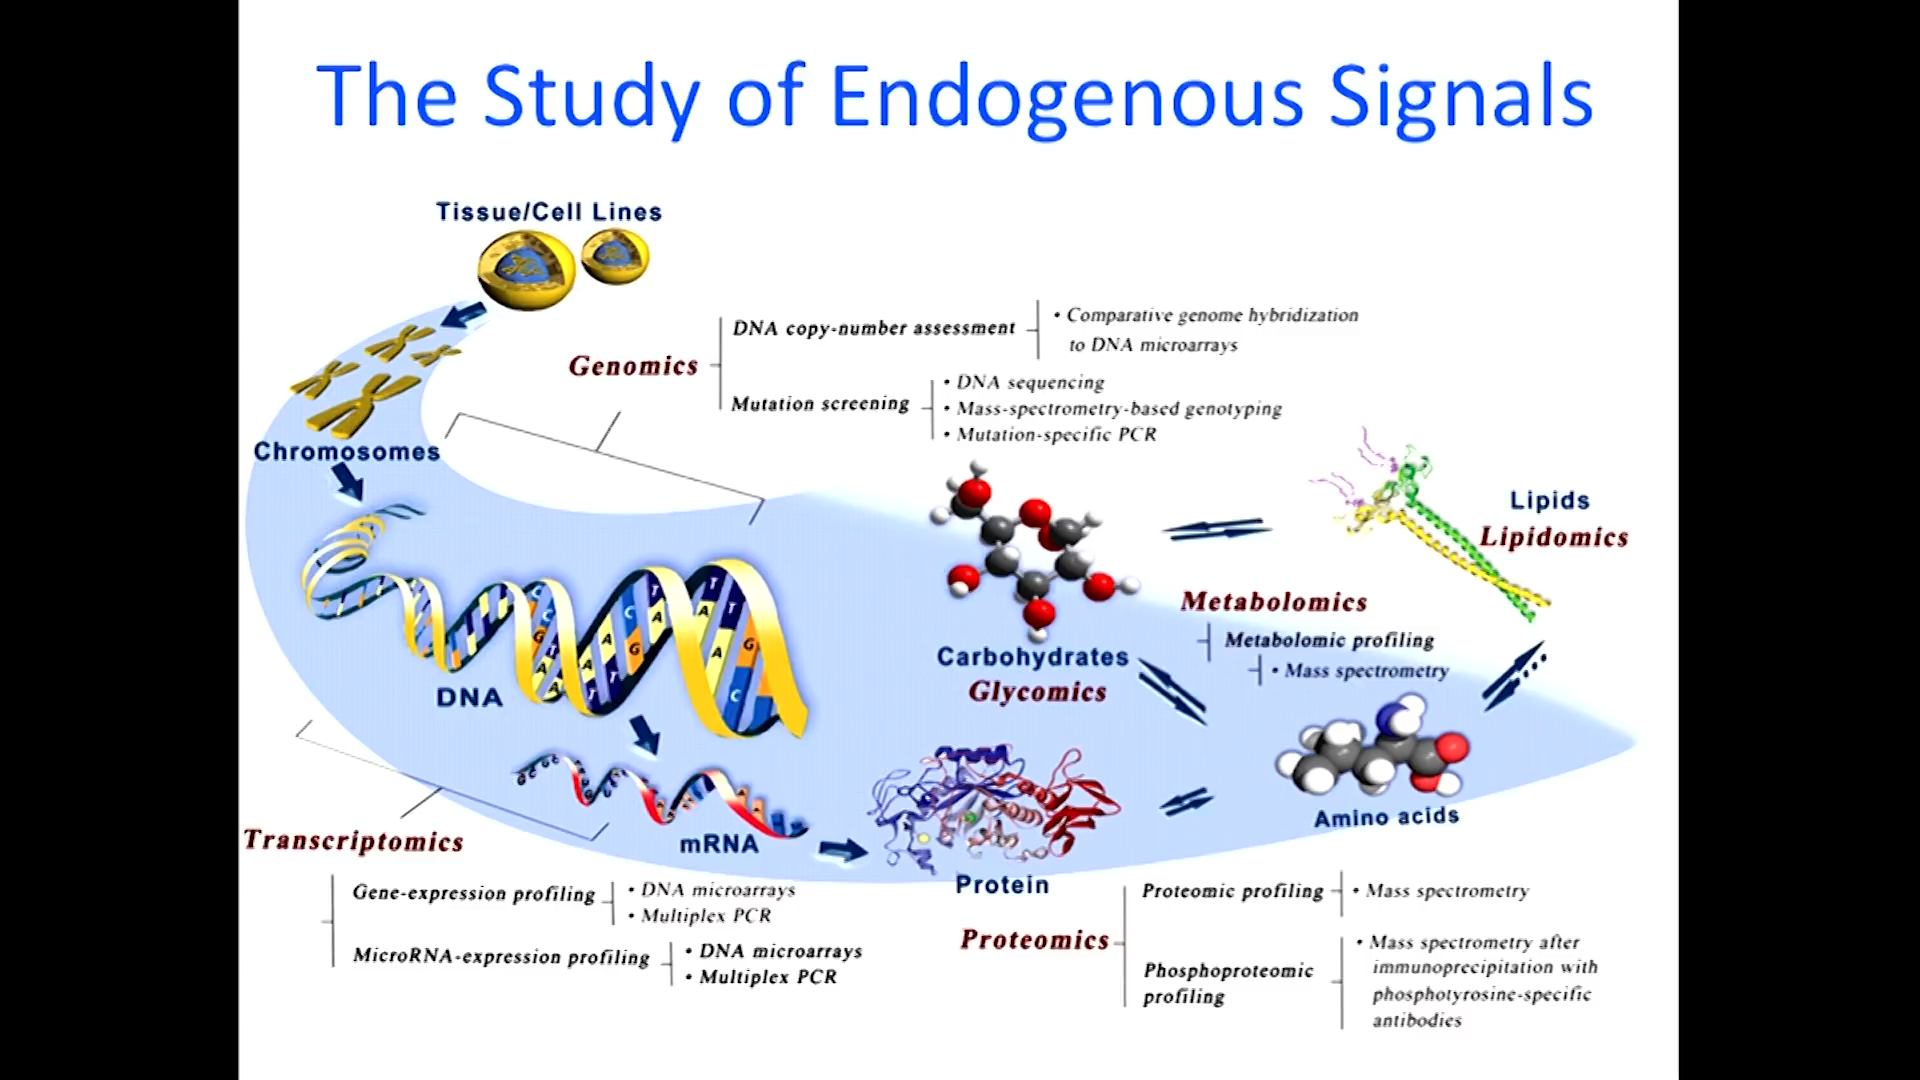 The Study of Endogenous Signals
Tissue/Cell Lines
Genomics
DNA copy-number assessment
• Comparative genome hybridization
to DNA microarrays
Mutation screening
• DNA sequencing
• Mass-spectrometry-based genotyping
• Mutation-specific PCR
Chromosomes
DNA
Lipids
Lipidomics
Metabolomics
Metabolomic profiling
• Mass spectrometry
Carbohydrates
Glycomics
Amino acids
Transcriptomics
mRNA
Gene-expression profiling
• DNA microarrays
• Multiplex PCR
MicroRNA-expression profiling
• DNA microarrays
• Multiplex PCR
Protein
Proteomics
Proteomic profiling
• Mass spectrometry
Phosphoproteomic
profiling
• Mass spectrometry after
immunoprecipitation with
phosphotyrosine-specific
antibodies